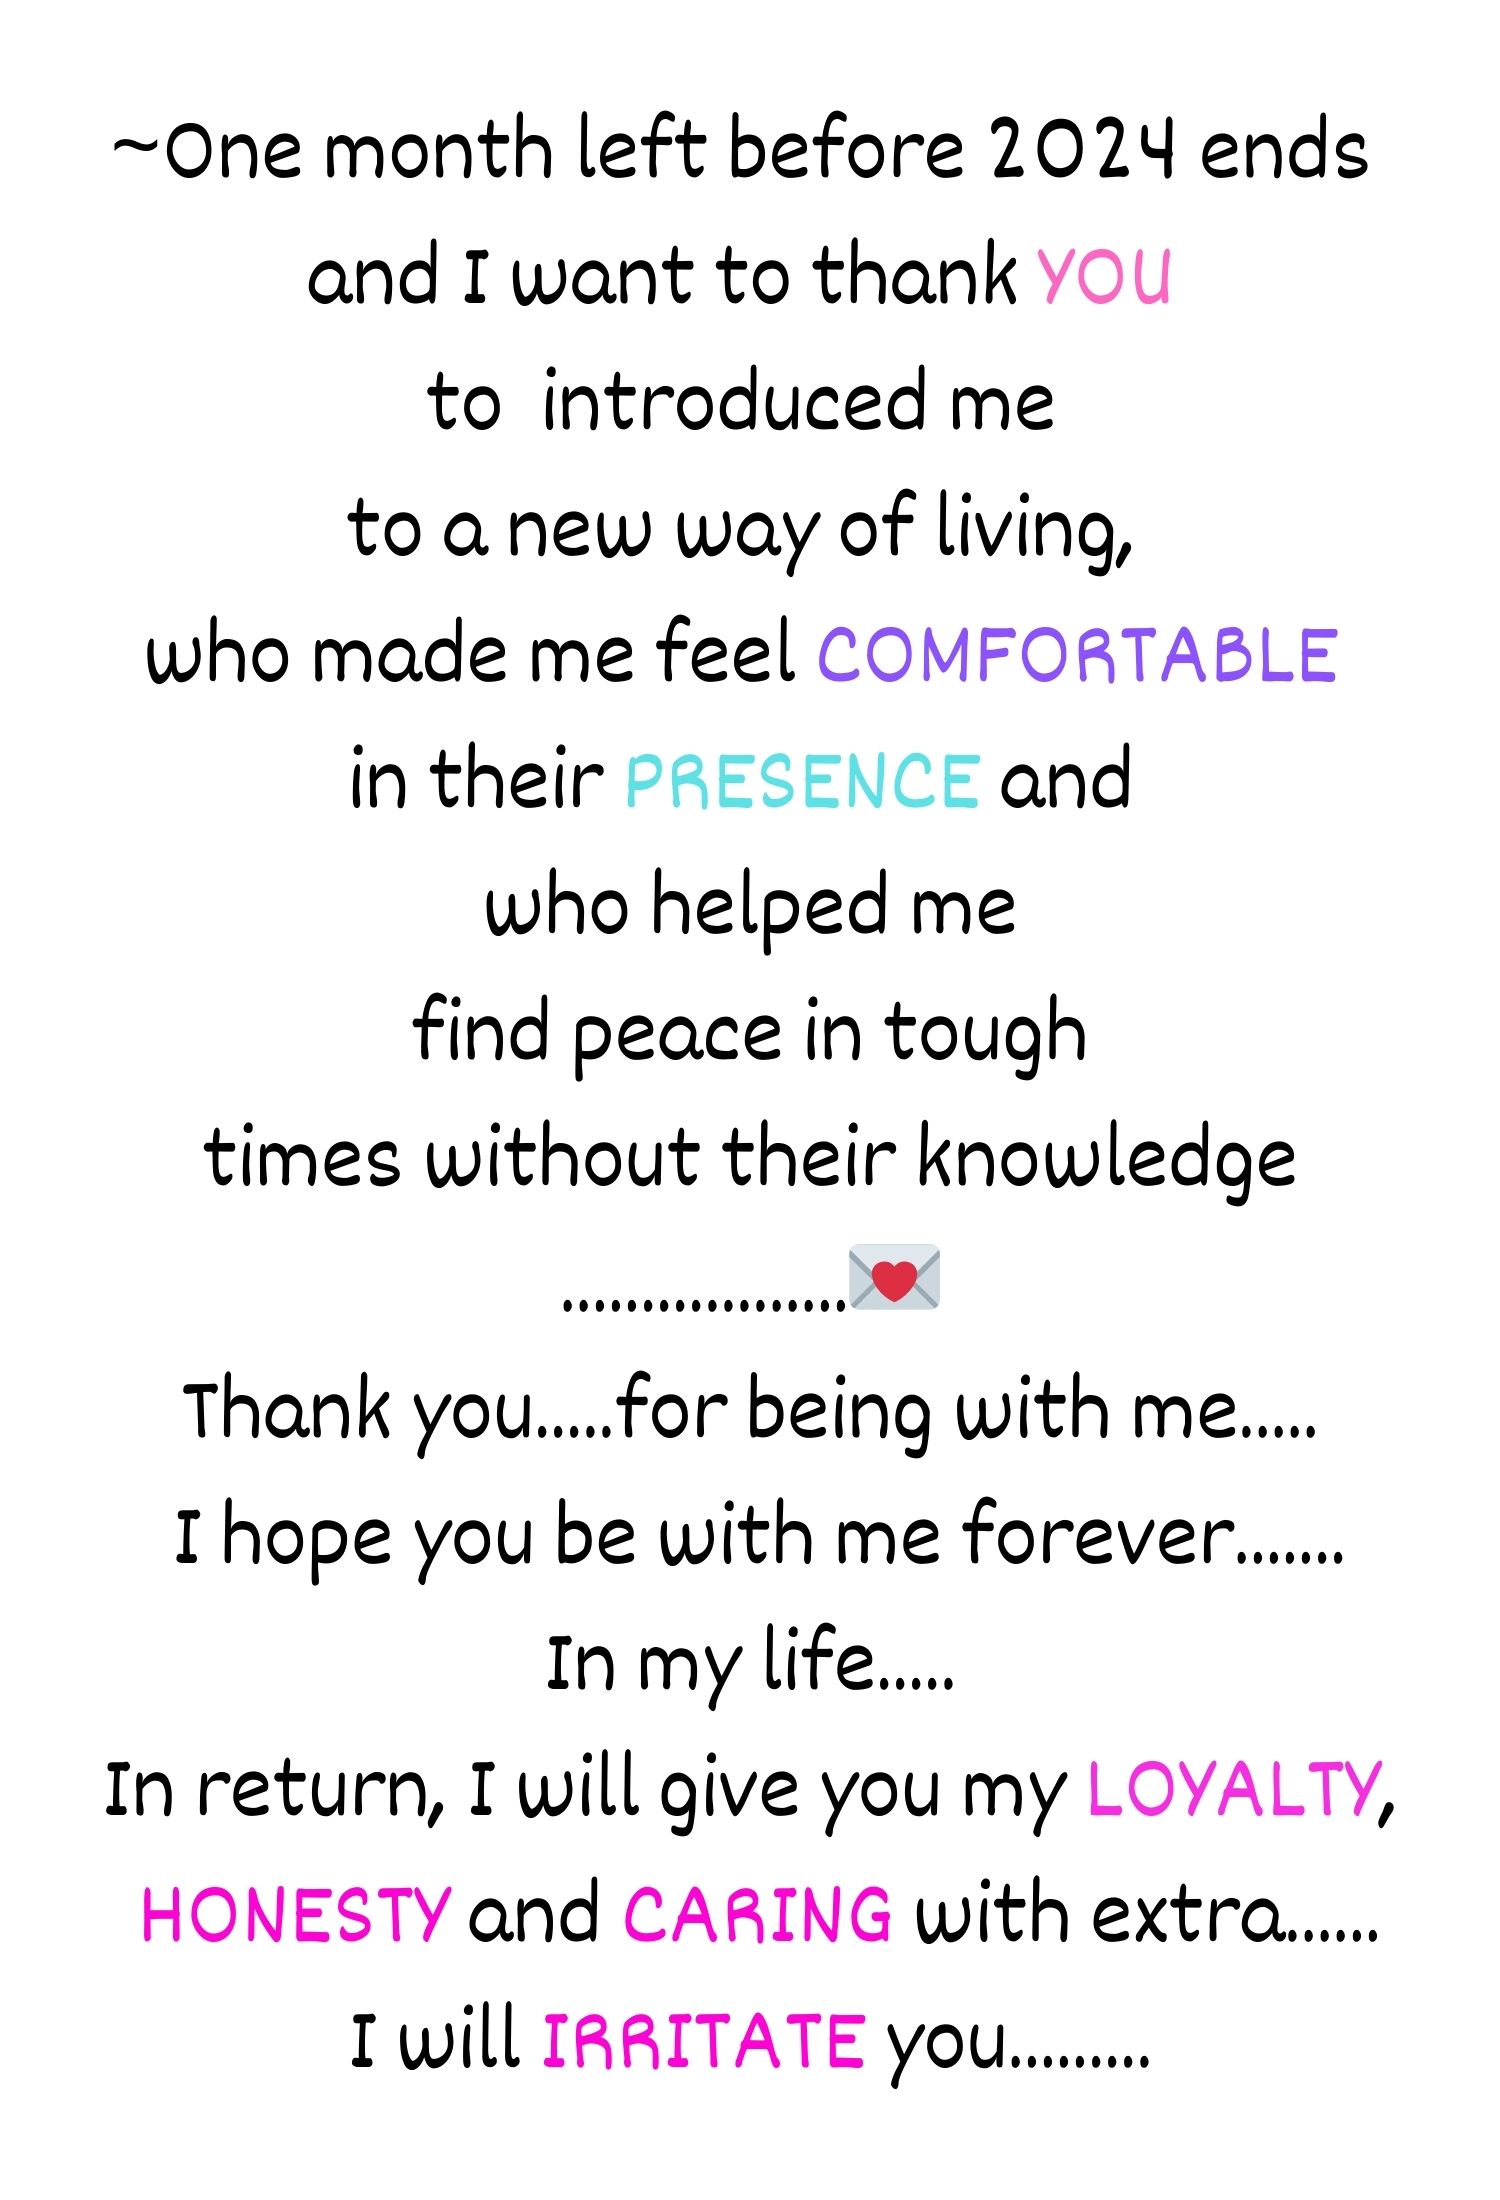 ~One month left before 2024 ends
and I want to thank YOU
to  introduced me
to a new way of living,
who made me feel COMFORTABLE
in their PRESENCE and
who helped me
find peace in tough
times without their knowledge
..................💌
Thank you.....for being with me.....
I hope you be with me forever.......
In my life.....
In return, I will give you my LOYALTY,
HONESTY and CARING with extra......
I will IRRITATE you.........